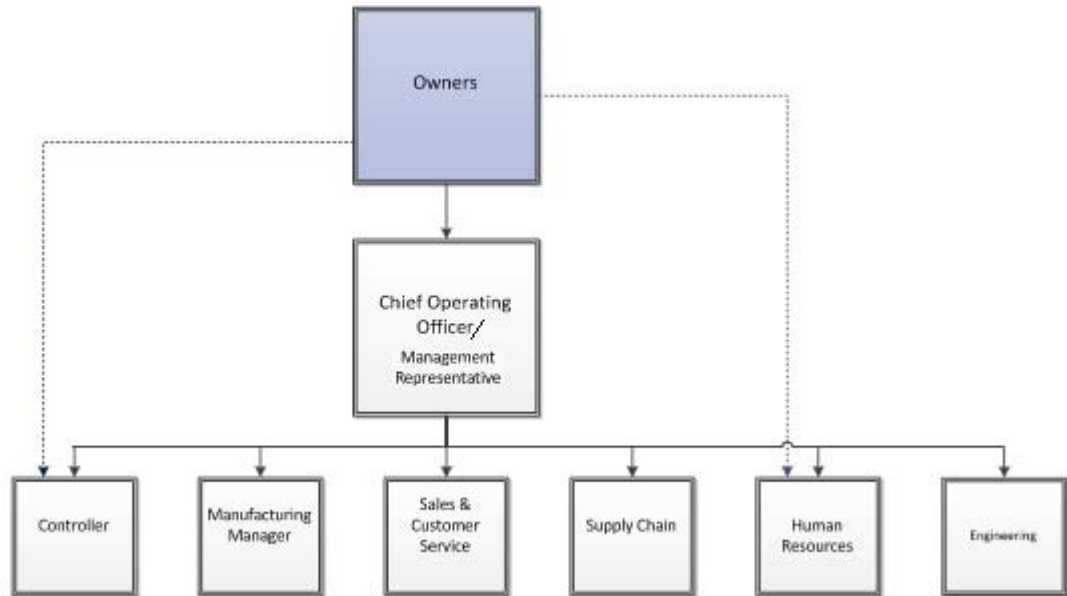 Owners
Chief Operating
Officer/
Management
Representative
Controller
Manufacturing
Manager
Sales &
Customer
Service
Supply Chain
Human
Resources
Engineering